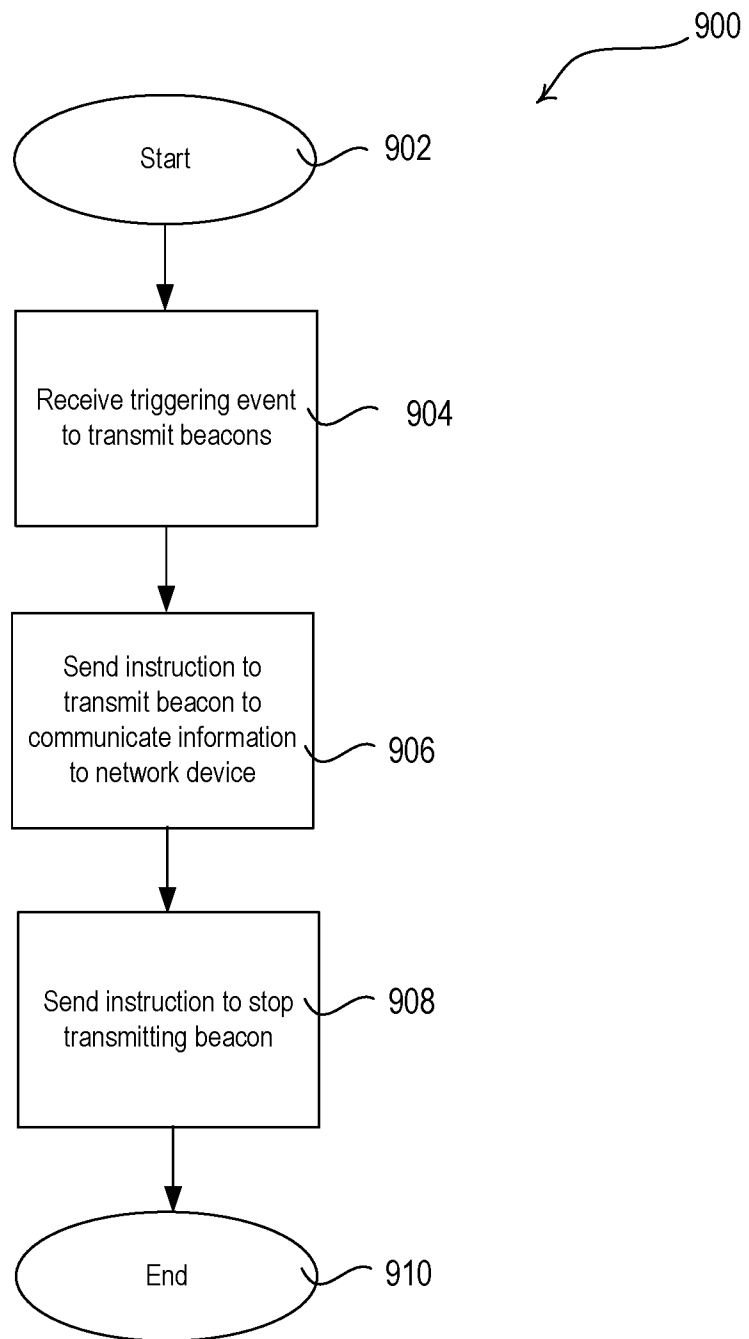 900
Start
902
Receive triggering event
to transmit beacons
904
Send instruction to
transmit beacon to
communicate information
to network device
906
Send instruction to stop
transmitting beacon
908
End
910